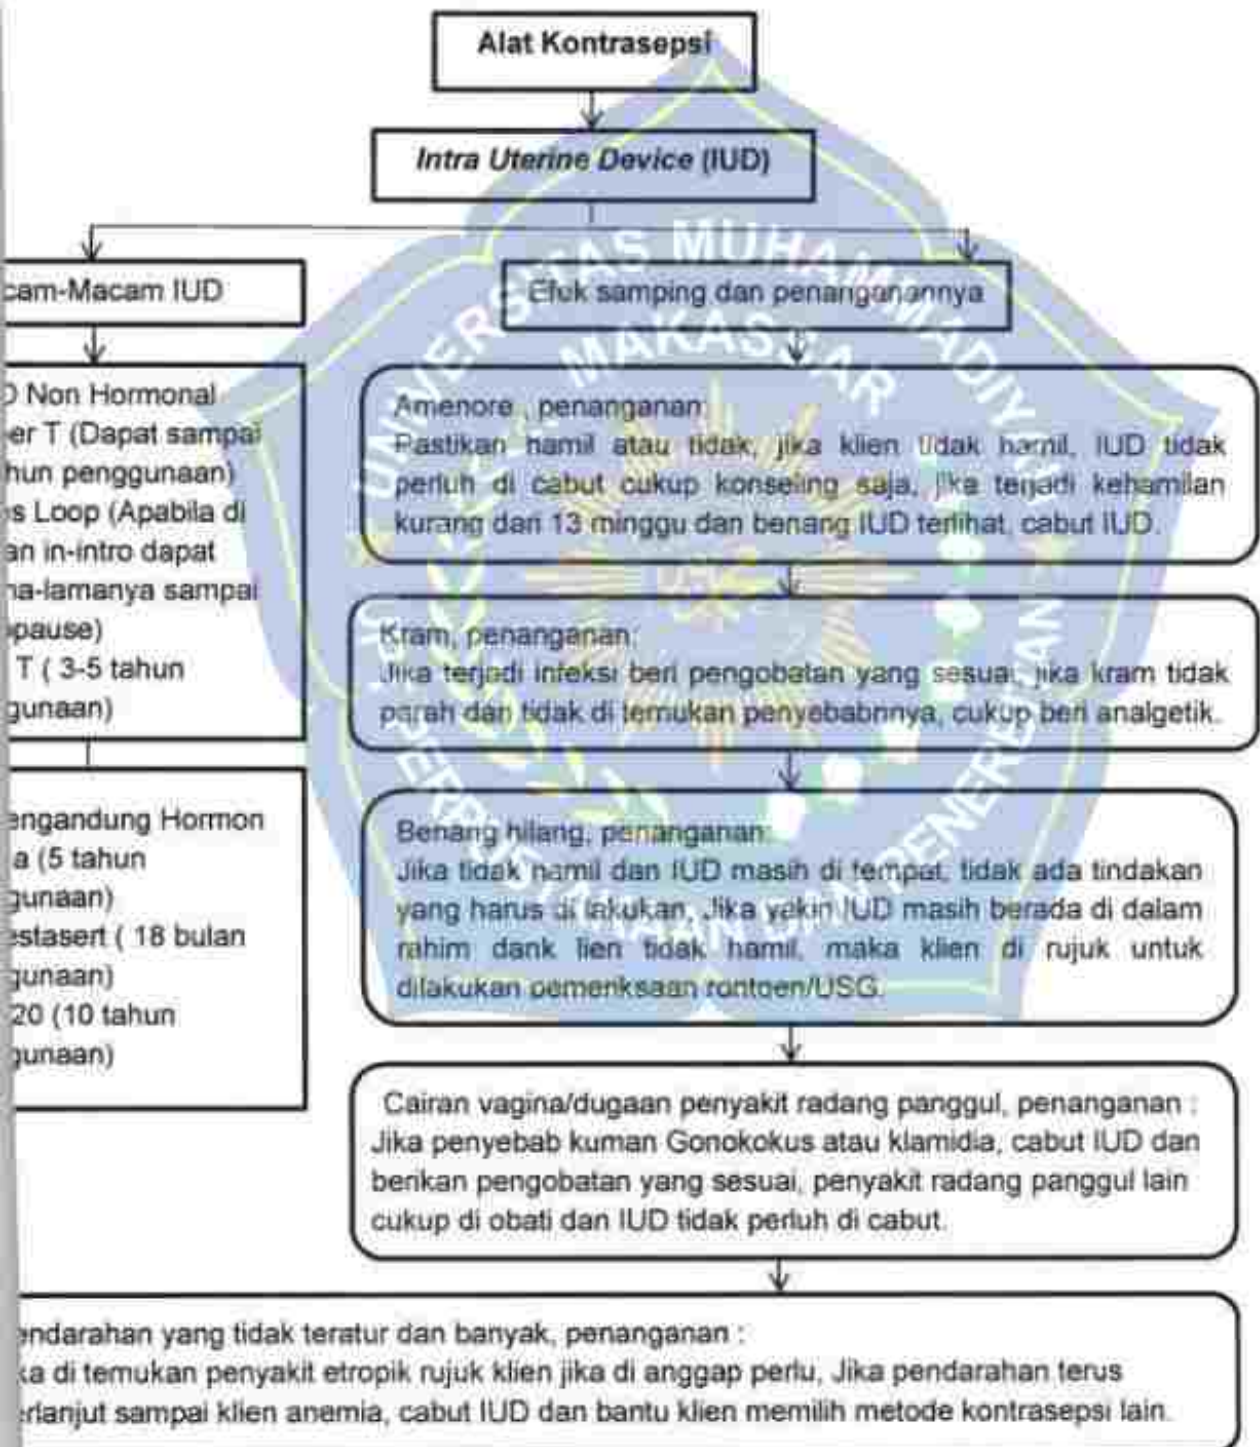 Alat Kontrasepsi
Intra Uterine Device (IUD)
cam-Macam IUD
Efek samping dan penanganannya
D Non Hormonal
er T (Dapat sampai
hun penggunaan)
s Loop (Apabila di
an in-intro dapat
na-lamanya sampai
opause)
T ( 3-5 tahun
gunaan)
engandung Hormon
a (5 tahun
gunaan)
estasert ( 18 bulan
gunaan)
20 (10 tahun
gunaan)
Amenore , penanganan:
Pastikan hamil atau tidak, jika klien tidak hamil, IUD tidak
perluh di cabut cukup konseling saja, jika terjadi kehamilan
kurang dari 13 minggu dan benang IUD terlihat, cabut IUD.
Kram, penanganan:
Jika terjadi infeksi beri pengobatan yang sesuai, jika kram tidak
parah dan tidak di temukan penyebabnnya, cukup beri analgetik.
Benang hilang, penanganan:
Jika tidak hamil dan IUD masih di tempat, tidak ada tindakan
yang harus di lakukan, Jika yakin IUD masih berada di dalam
rahim dank lien tidak hamil, maka klien di rujuk untuk
dilakukan pemeriksaan rontgen/USG.
Cairan vagina/dugaan penyakit radang panggul, penanganan :
Jika penyebab kuman Gonokokus atau klamidia, cabut IUD dan
berikan pengobatan yang sesuai, penyakit radang panggul lain
cukup di obati dan IUD tidak perluh di cabut.
endarahan yang tidak teratur dan banyak, penanganan :
ka di temukan penyakit etropik rujuk klien jika di anggap perlu, Jika pendarahan terus
erlanjut sampai klien anemia, cabut IUD dan bantu klien memilih metode kontrasepsi lain.
UNIVERSITAS MUHAMMADIYAH
MAKASSAR
PERPUSTAKAAN DAN PENERBITAN